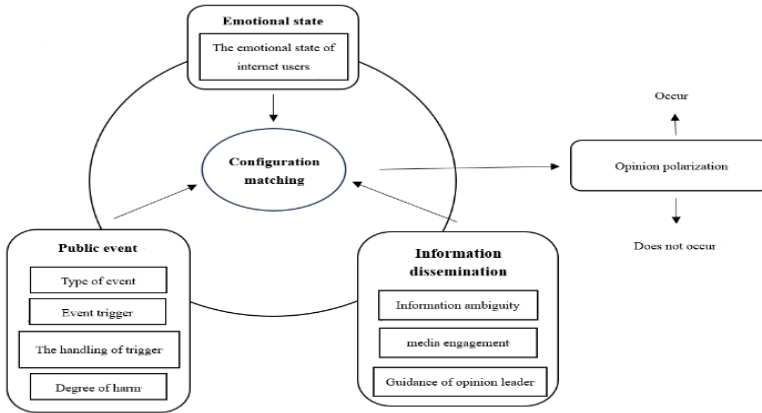 Emotional state
The emotional state of
internet users
Configuration
matching
Occur
Opinion polarization
Does not occur
Public event
Type of event
Event trigger
The handling of trigger
Degree of harm
Information
dissemination
Information ambiguity
media engagement
Guidance of opinion leader